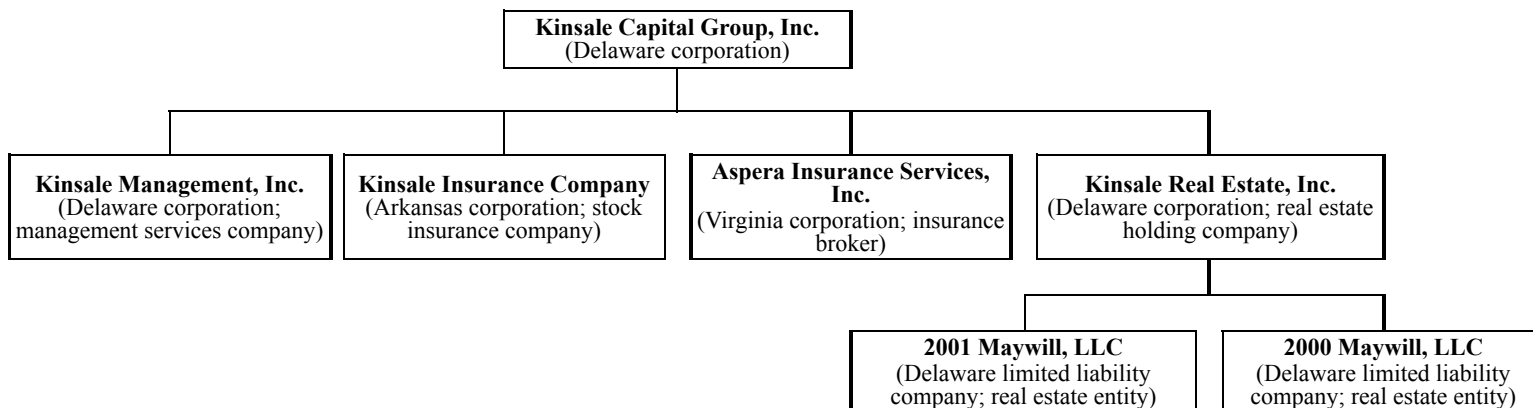 Kinsale Capital Group, Inc.
(Delaware corporation)
Kinsale Management, Inc.
(Delaware corporation;
management services company)
Kinsale Insurance Company
(Arkansas corporation; stock
insurance company)
Aspera Insurance Services,
Inc.
(Virginia corporation; insurance
broker)
Kinsale Real Estate, Inc.
(Delaware corporation; real estate
holding company)
2001 Maywill, LLC
(Delaware limited liability
company; real estate entity)
2000 Maywill, LLC
(Delaware limited liability
company; real estate entity)